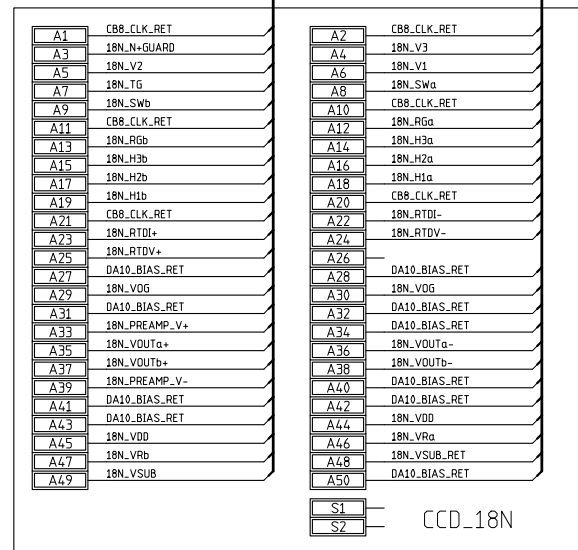 A1 CB8_CLK_RET A2 CB8_CLK_RET
A3 18N_N+GUARD A4 18N_V3
A5 18N_V2 A6 18N_V1
A7 18N_TG A8 18N_SWa
A9 18N_SWb A10 CB8_CLK_RET
A11 CB8_CLK_RET A12 18N_RGa
A13 18N_RGb A14 18N_H3a
A15 18N_H3b A16 18N_H2a
A17 18N_H2b A18 18N_H1a
A19 18N_H1b A20 CB8_CLK_RET
A21 CB8_CLK_RET A22 18N_RTDI-
A23 18N_RTDI+ A24 18N_RTDV-
A25 18N_RTDV+ A26
A27 DA10_BIAS_RET A28 DA10_BIAS_RET
A29 18N_VOG A30 18N_VOG
A31 DA10_BIAS_RET A32 DA10_BIAS_RET
A33 18N_PREAMP_V+ A34 DA10_BIAS_RET
A35 18N_VOUTa+ A36 18N_VOUTa-
A37 18N_VOUTb+ A38 18N_VOUTb-
A39 18N_PREAMP_V- A40 DA10_BIAS_RET
A41 DA10_BIAS_RET A42 DA10_BIAS_RET
A43 DA10_BIAS_RET A44 18N_VDD
A45 18N_VDD A46 18N_VRa
A47 18N_VRb A48 18N_VSUB_RET
A49 18N_VSUB A50 DA10_BIAS_RET
S1
S2
CCD_18N